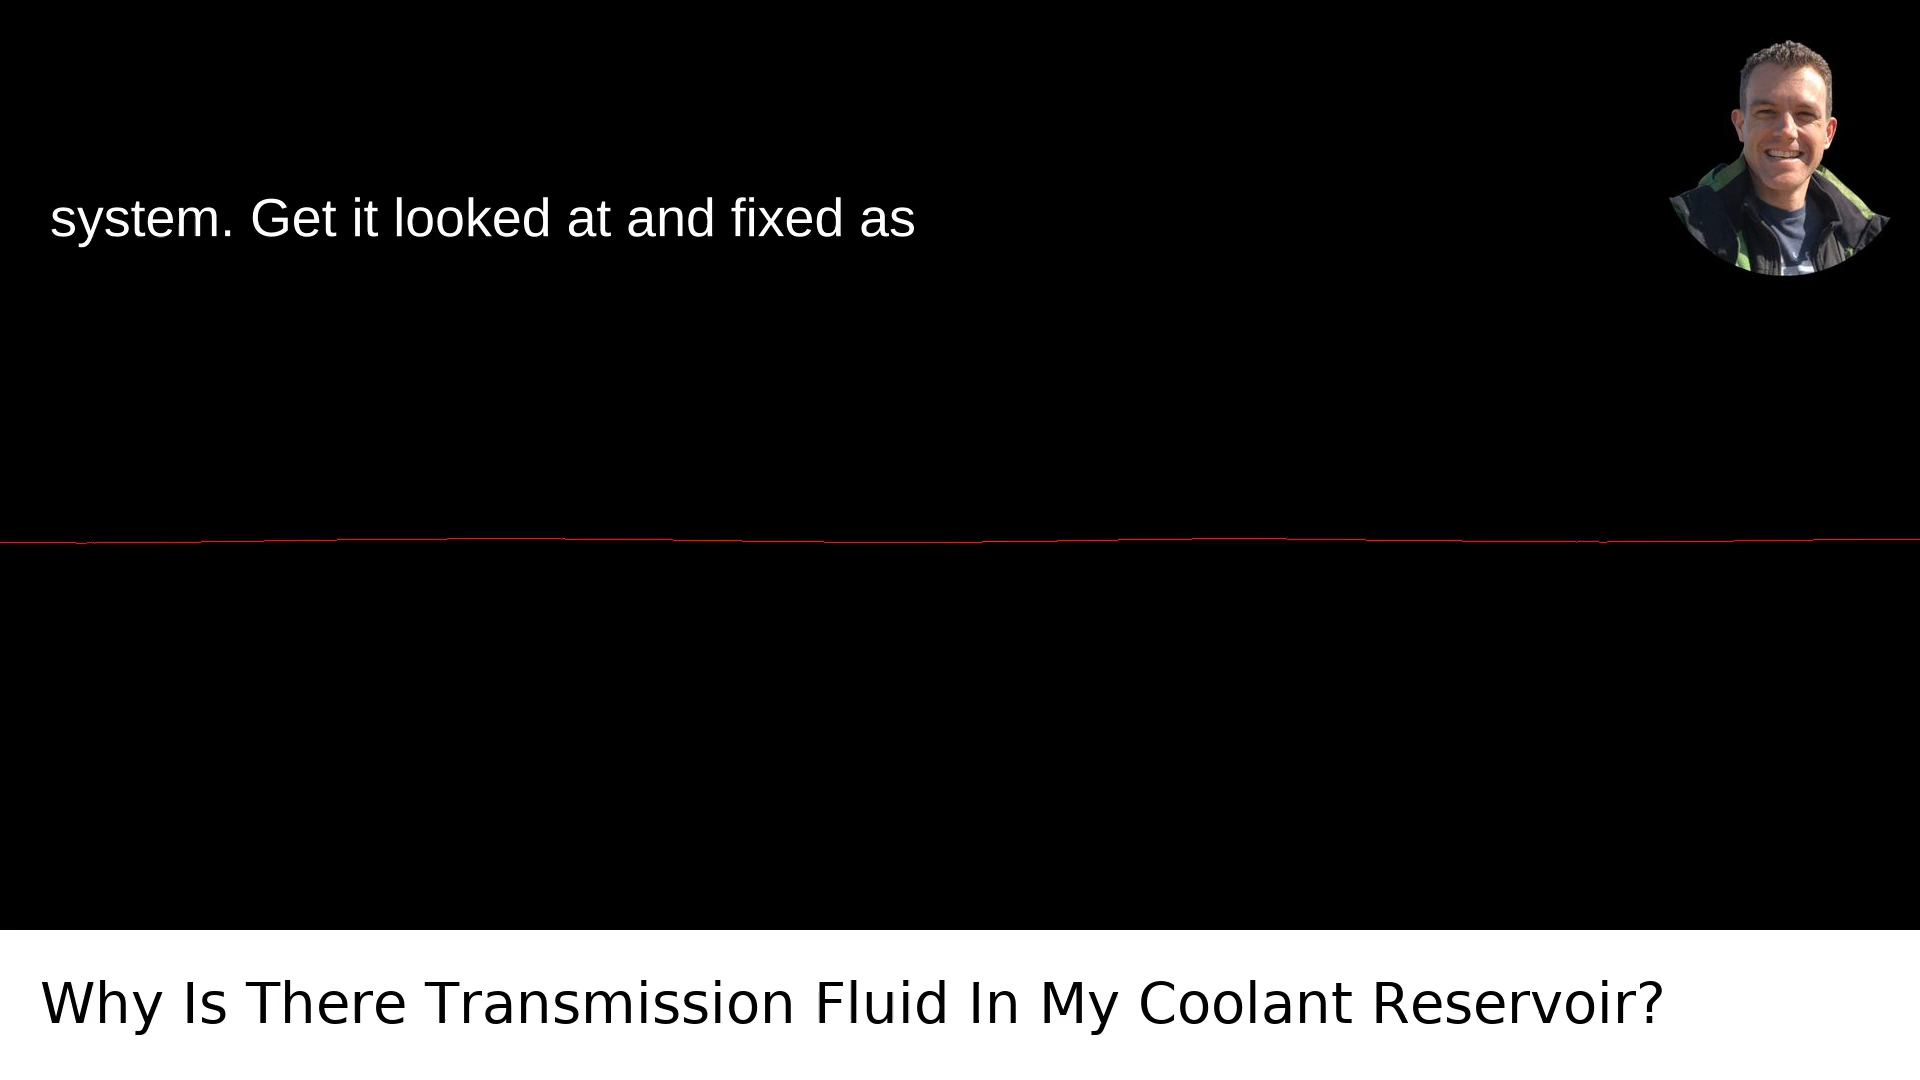 system. Get it looked at and fixed as
Why Is There Transmission Fluid In My Coolant Reservoir?